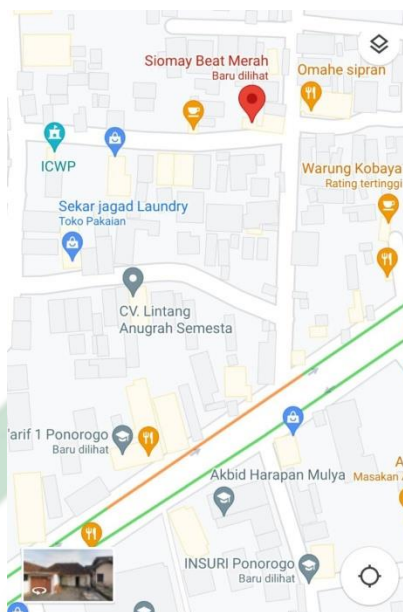 Siomay Beat Merah
Baru dilihat
Omahe sipran
ICWP
Warung Kobaya
Rating tertinggi
Sekar jagad Laundry
Toko Pakaian
CV. Lintang
Anugrah Semesta
'arif 1 Ponorogo
Baru dilihat
Akbid Harapan Mulya
A
Masakan
INSURI Ponorogo
Baru dilihat